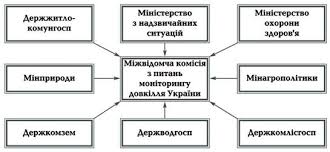 Держжитло-
комунгосп
Міністерство
з надзвичайних
ситуацій
Міністерство
охорони
здоров'я
Мінприроди
Міжвідомча комісія
з питань
моніторингу
довкілля України
Мінагрополітики
Держкомзем
Держводгосп
Держкомлісгосп